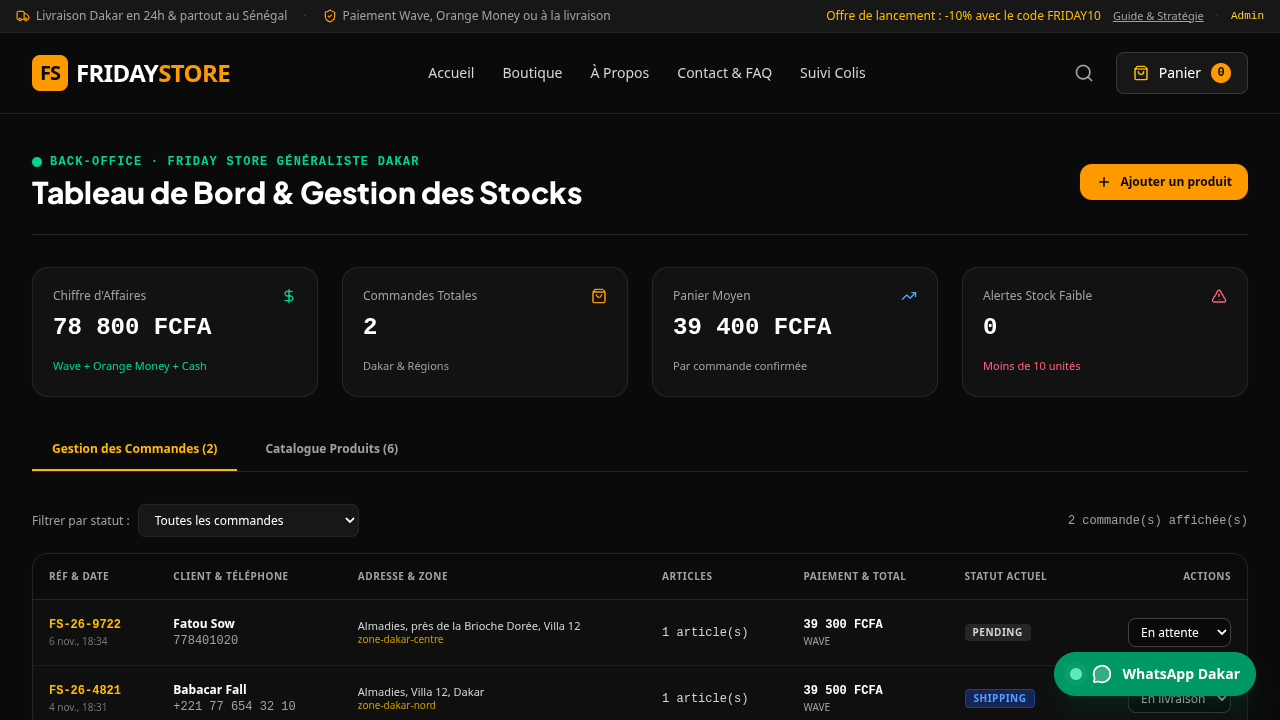 Livraison Dakar en 24h & partout au Sénégal · Paiement Wave, Orange Money ou à la livraison Offre de lancement : -10% avec le code FRIDAY10 Guide & Stratégie · Admin
FS FRIDAYSTORE Accueil Boutique À Propos Contact & FAQ Suivi Colis Panier 0
BACK-OFFICE · FRIDAY STORE GÉNÉRALISTE DAKAR
Tableau de Bord & Gestion des Stocks
Ajouter un produit
Chiffre d'Affaires
78 800 FCFA
Wave + Orange Money + Cash
Commandes Totales
2
Dakar & Régions
Panier Moyen
39 400 FCFA
Par commande confirmée
Alertes Stock Faible
0
Moins de 10 unités
Gestion des Commandes (2) Catalogue Produits (6)
Filtrer par statut : Toutes les commandes 2 commande(s) affichée(s)
RÉF & DATE CLIENT & TÉLÉPHONE ADRESSE & ZONE ARTICLES PAIEMENT & TOTAL STATUT ACTUEL ACTIONS
FS-26-9722 Fatou Sow Almadies, près de la Brioche Dorée, Villa 12 1 article(s) 39 300 FCFA PENDING En attente
6 nov., 18:34 778401020 zone-dakar-centre WAVE
FS-26-4821 Babacar Fall Almadies, Villa 12, Dakar 1 article(s) 39 500 FCFA SHIPPING En livraison
4 nov., 18:31 +221 77 654 32 10 zone-dakar-nord WAVE
WhatsApp Dakar